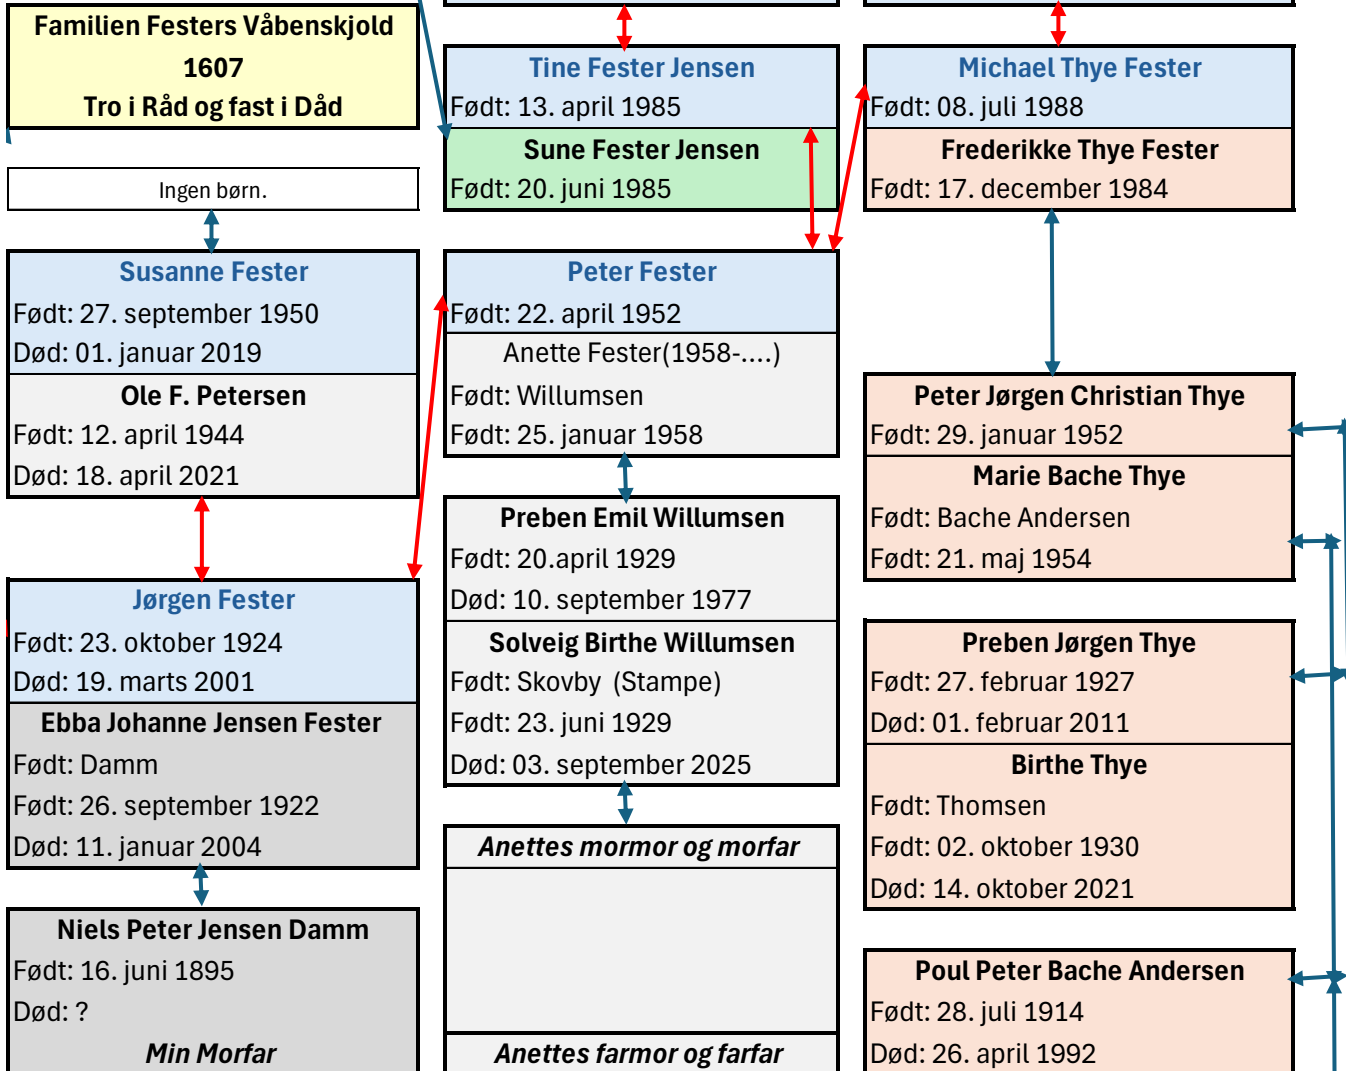 Familien Festers Våbenskjold
1607
Tro i Råd og fast i Dåd
Ingen børn.
Susanne Fester
Født: 27. september 1950
Død: 01. januar 2019
Ole F. Petersen
Født: 12. april 1944
Død: 18. april 2021
Jørgen Fester
Født: 23. oktober 1924
Død: 19. marts 2001
Ebba Johanne Jensen Fester
Født: Damm
Født: 26. september 1922
Død: 11. januar 2004
Niels Peter Jensen Damm
Født: 16. juni 1895
Død: ?
Min Morfar
Tine Fester Jensen
Født: 13. april 1985
Sune Fester Jensen
Født: 20. juni 1985
Peter Fester
Født: 22. april 1952
Anette Fester(1958-....)
Født: Willumsen
Født: 25. januar 1958
Preben Emil Willumsen
Født: 20.april 1929
Død: 10. september 1977
Solveig Birthe Willumsen
Født: Skovby  (Stampe)
Født: 23. juni 1929
Død: 03. september 2025
Anettes mormor og morfar
Anettes farmor og farfar
Michael Thye Fester
Født: 08. juli 1988
Frederikke Thye Fester
Født: 17. december 1984
Peter Jørgen Christian Thye
Født: 29. januar 1952
Marie Bache Thye
Født: Bache Andersen
Født: 21. maj 1954
Preben Jørgen Thye
Født: 27. februar 1927
Død: 01. februar 2011
Birthe Thye
Født: Thomsen
Født: 02. oktober 1930
Død: 14. oktober 2021
Poul Peter Bache Andersen
Født: 28. juli 1914
Død: 26. april 1992